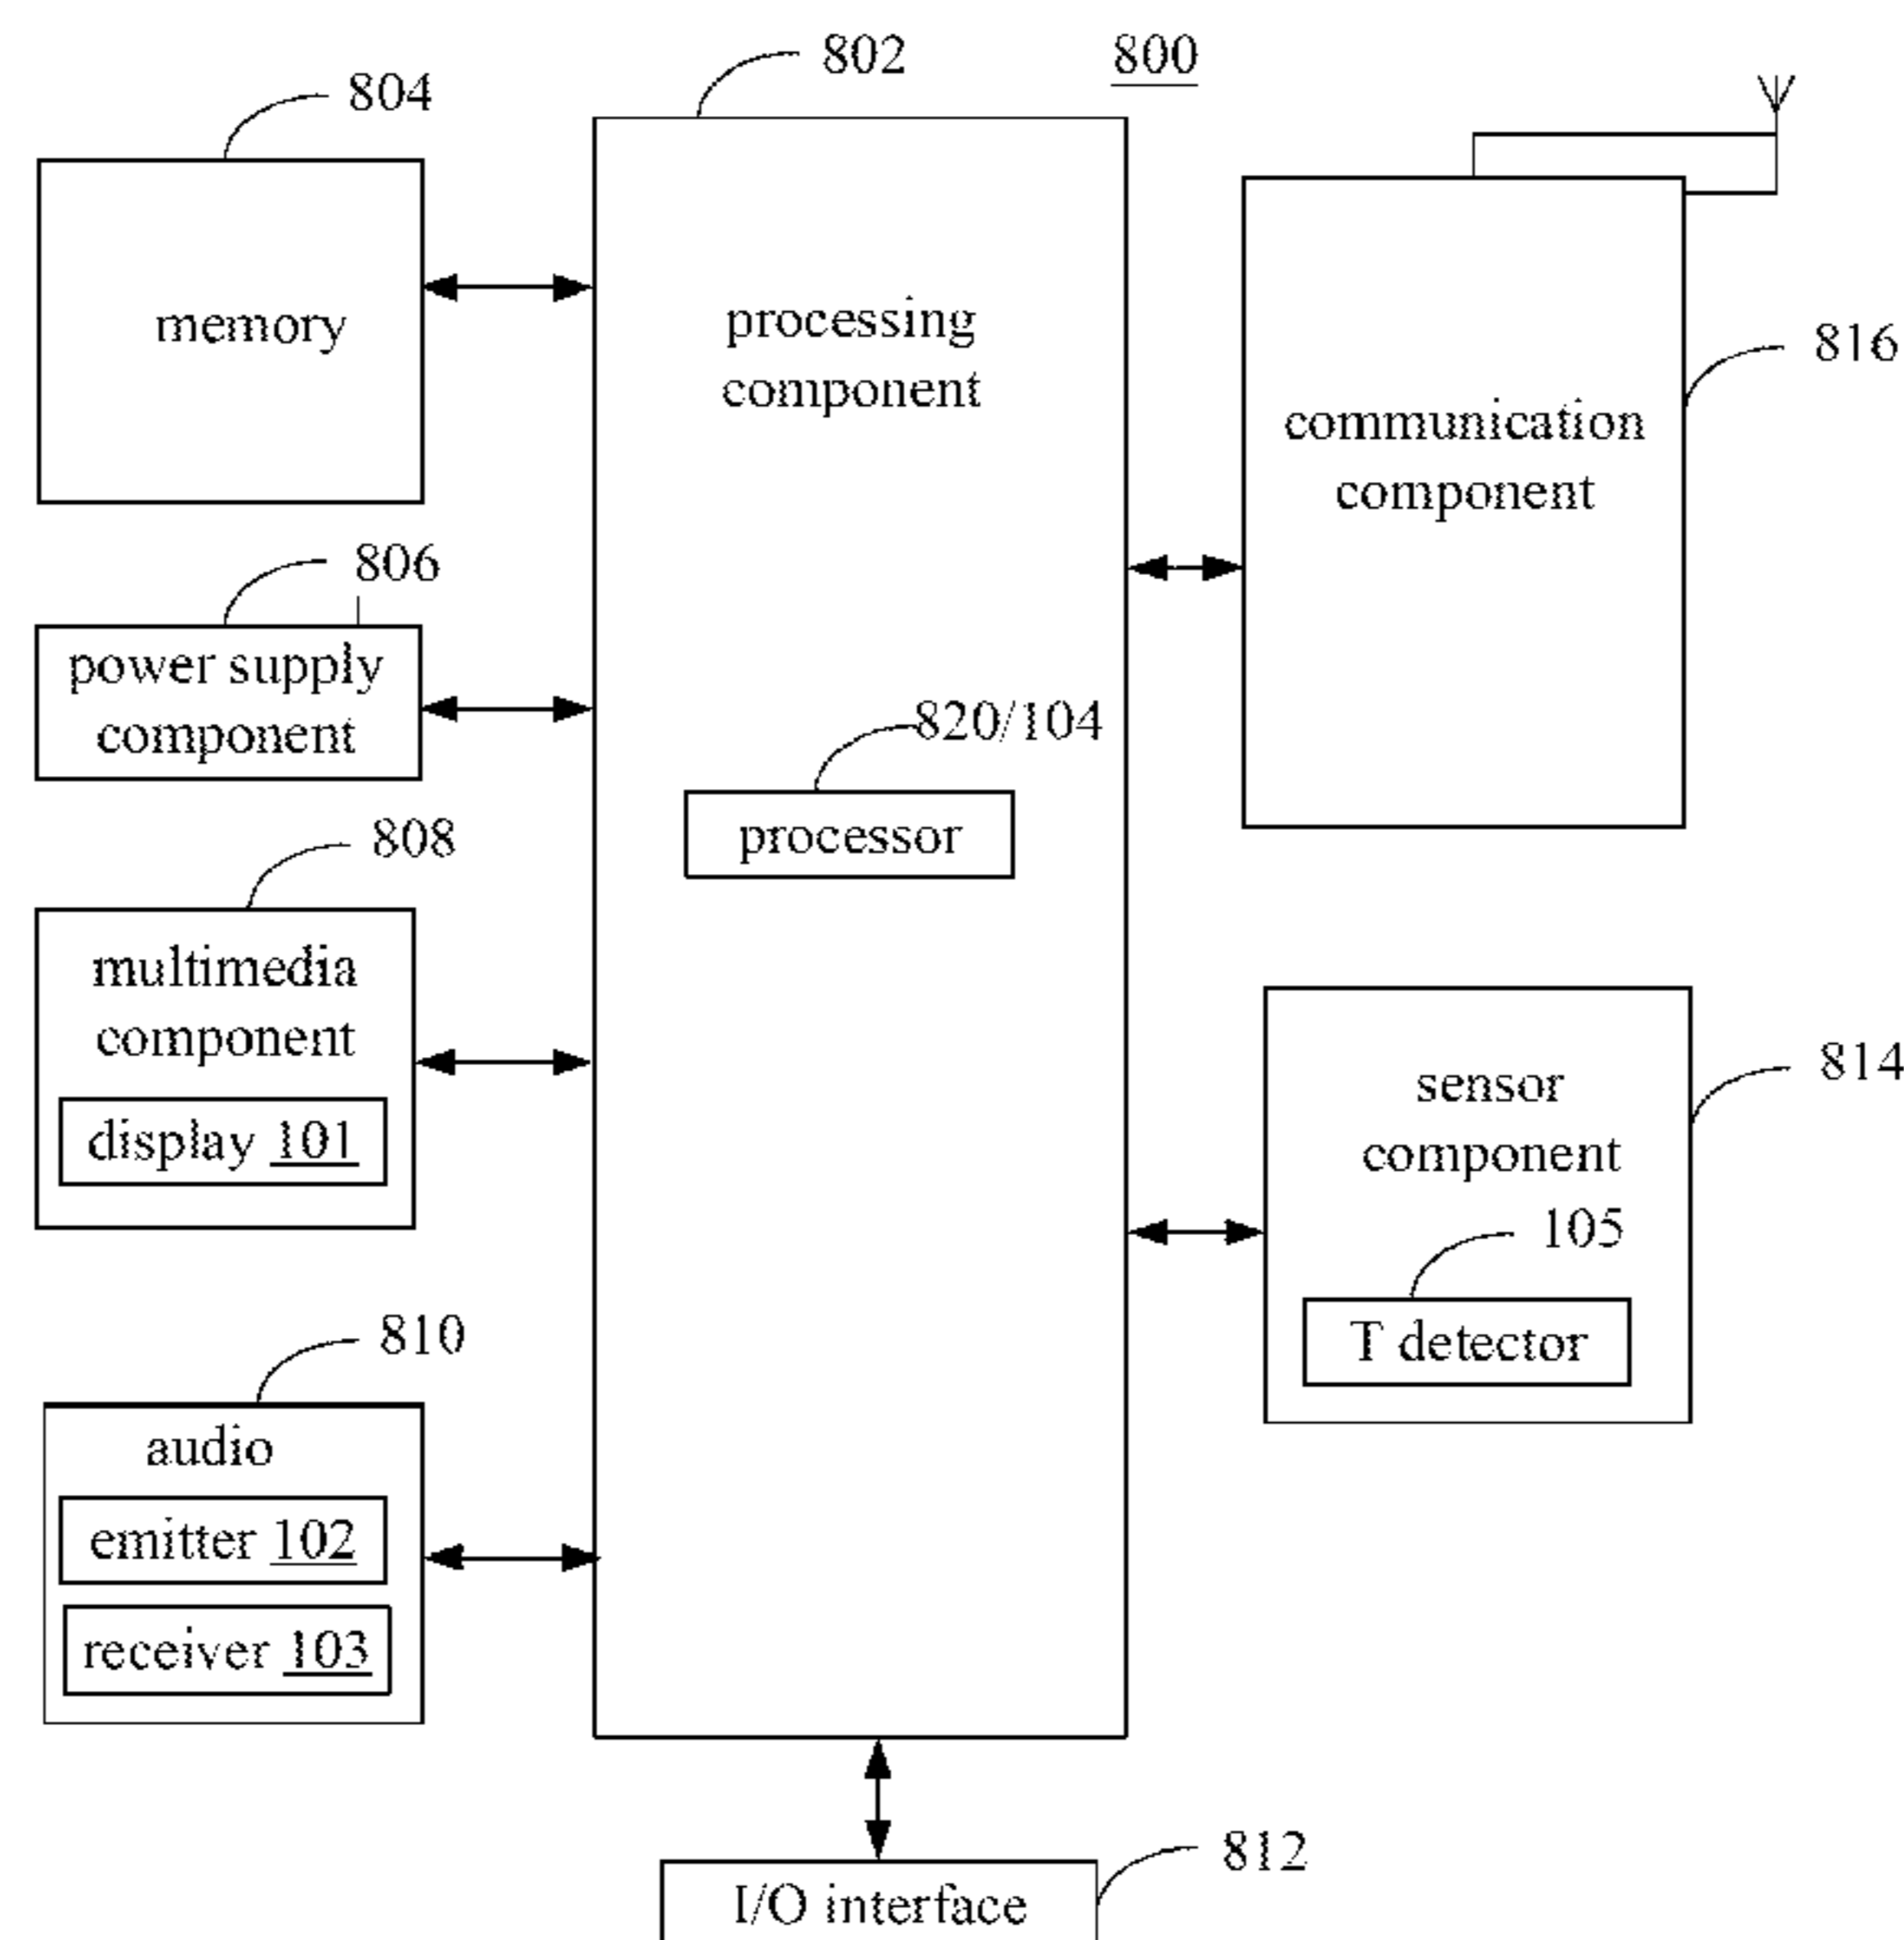 802
800
804
memory
processing
component
816
communication
component
806
power supply
component
820/104
processor
808
multimedia
component
display 101
814
sensor
component
105
T detector
810
audio
emitter 102
receiver 103
812
I/O interface